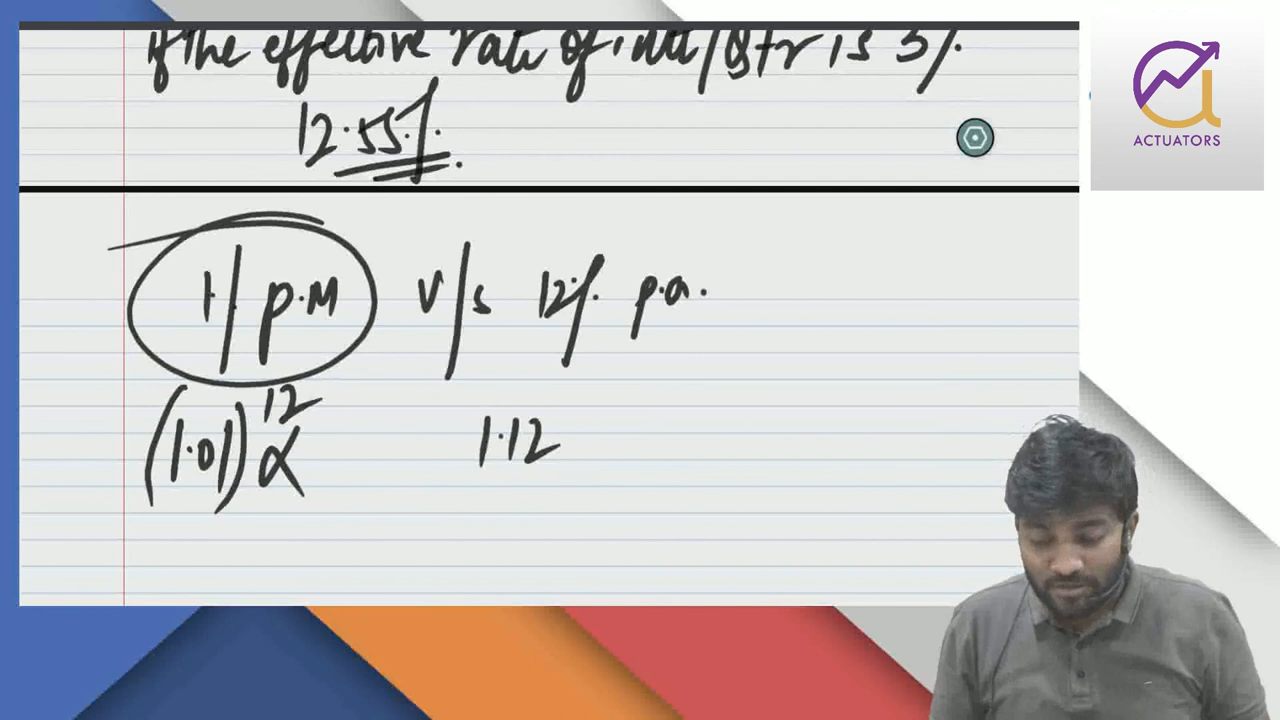 If the effective rate of int/Qtr is 3%.
12.55%.
1% p.M v/s 12% p.a.
(1.01)^12 α 1.12
ACTUATORS